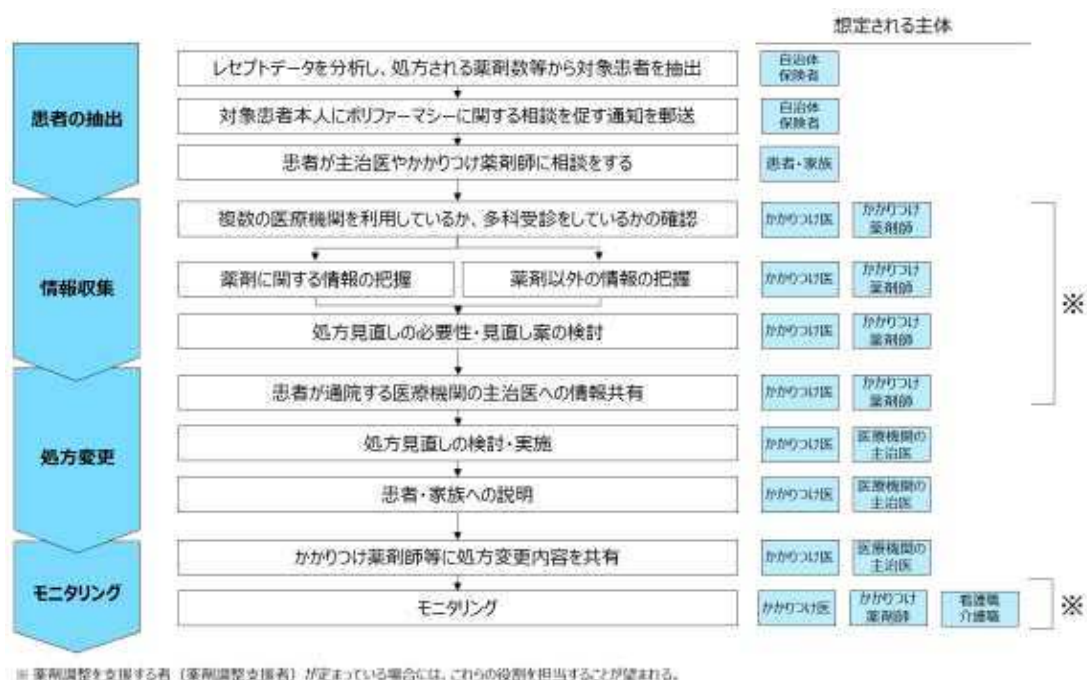 想定される主体
患者の抽出
レセプトデータを分析し、処方される薬剤数等から対象患者を抽出
自治体
保険者
対象患者本人にポリファーマシーに関する相談を促す通知を郵送
自治体
保険者
患者が主治医やかかりつけ薬剤師に相談をする
患者・家族
情報収集
複数の医療機関を利用しているか、多科受診をしているかの確認
かかりつけ医
かかりつけ
薬剤師
薬剤に関する情報の把握
薬剤以外の情報の把握
かかりつけ医
かかりつけ
薬剤師
処方見直しの必要性・見直し案の検討
かかりつけ医
かかりつけ
薬剤師
※
処方変更
患者が通院する医療機関の主治医への情報共有
かかりつけ医
かかりつけ
薬剤師
処方見直しの検討・実施
かかりつけ医
医療機関の
主治医
患者・家族への説明
かかりつけ医
医療機関の
主治医
モニタリング
かかりつけ薬剤師等に処方変更内容を共有
かかりつけ医
医療機関の
主治医
モニタリング
かかりつけ医
かかりつけ
薬剤師
看護職
介護職
※
※ 薬剤調整を支援する者（薬剤調整支援者）が定まっている場合には、これらの役割を担当することが望まれる。